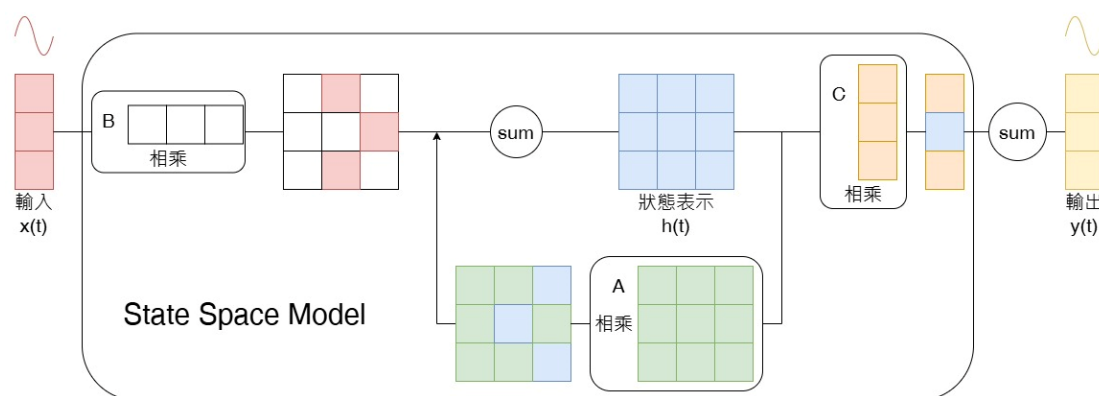 輸入
x(t)
B
相乘
sum
狀態表示
h(t)
C
相乘
sum
輸出
y(t)
A
相乘
State Space Model